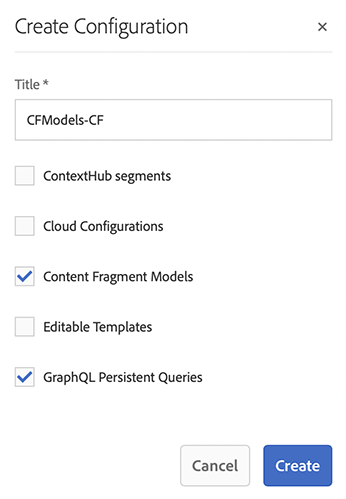 Create Configuration
Title *
CFModels-CF
ContextHub segments
Cloud Configurations
Content Fragment Models
Editable Templates
GraphQL Persistent Queries
Cancel Create